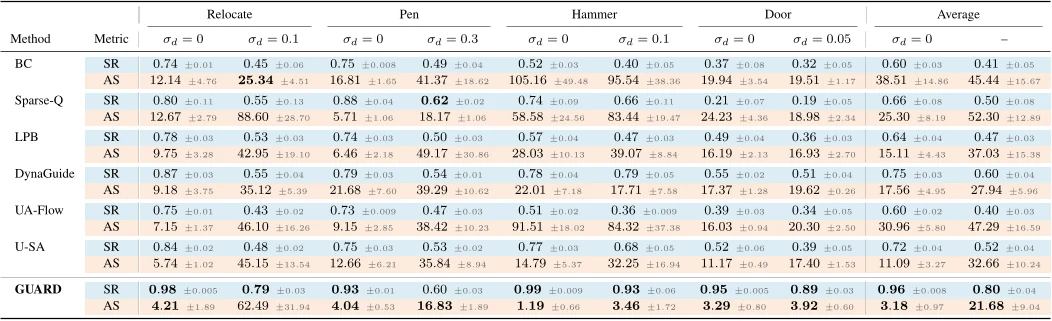 Relocate Pen Hammer Door Average
Method Metric σd = 0 σd = 0.1 σd = 0 σd = 0.3 σd = 0 σd = 0.1 σd = 0 σd = 0.05 σd = 0 –
BC SR 0.74 ±0.01 0.45 ±0.06 0.75 ±0.008 0.49 ±0.04 0.52 ±0.03 0.40 ±0.05 0.37 ±0.08 0.32 ±0.05 0.60 ±0.03 0.41 ±0.05
AS 12.14 ±4.76 25.34 ±4.51 16.81 ±1.65 41.37 ±18.62 105.16 ±49.48 95.54 ±38.36 19.94 ±3.54 19.51 ±1.17 38.51 ±14.86 45.44 ±15.67
Sparse-Q SR 0.80 ±0.11 0.55 ±0.13 0.88 ±0.04 0.62 ±0.02 0.74 ±0.09 0.66 ±0.11 0.21 ±0.07 0.19 ±0.05 0.66 ±0.08 0.50 ±0.08
AS 12.67 ±2.79 88.60 ±28.70 5.71 ±1.06 18.17 ±1.06 58.58 ±24.56 83.44 ±19.47 24.23 ±4.36 18.98 ±2.34 25.30 ±8.19 52.30 ±12.89
LPB SR 0.78 ±0.03 0.53 ±0.03 0.74 ±0.03 0.50 ±0.03 0.57 ±0.04 0.47 ±0.03 0.49 ±0.04 0.36 ±0.03 0.64 ±0.04 0.47 ±0.03
AS 9.75 ±3.28 42.95 ±19.10 6.46 ±2.18 49.17 ±30.86 28.03 ±10.13 39.07 ±8.84 16.19 ±2.13 16.93 ±2.70 15.11 ±4.43 37.03 ±15.38
DynaGuide SR 0.87 ±0.03 0.55 ±0.04 0.79 ±0.03 0.54 ±0.01 0.78 ±0.04 0.79 ±0.05 0.55 ±0.02 0.51 ±0.04 0.75 ±0.03 0.60 ±0.04
AS 9.18 ±3.75 35.12 ±5.39 21.68 ±7.60 39.29 ±10.62 22.01 ±7.18 17.71 ±7.58 17.37 ±1.28 19.62 ±0.26 17.56 ±4.95 27.94 ±5.96
UA-Flow SR 0.75 ±0.01 0.43 ±0.02 0.73 ±0.009 0.47 ±0.03 0.51 ±0.02 0.36 ±0.009 0.39 ±0.03 0.34 ±0.05 0.60 ±0.02 0.40 ±0.03
AS 7.15 ±1.37 46.10 ±16.26 9.15 ±2.85 38.42 ±10.23 91.51 ±18.02 84.32 ±37.38 16.03 ±0.94 20.30 ±2.50 30.96 ±5.80 47.29 ±16.59
U-SA SR 0.84 ±0.02 0.48 ±0.02 0.75 ±0.03 0.53 ±0.02 0.77 ±0.03 0.68 ±0.05 0.52 ±0.06 0.39 ±0.05 0.72 ±0.04 0.52 ±0.04
AS 5.74 ±1.02 45.15 ±13.54 12.66 ±6.21 35.84 ±8.94 14.79 ±5.37 32.25 ±16.94 11.17 ±0.49 17.40 ±1.53 11.09 ±3.27 32.66 ±10.24
GUARD SR 0.98 ±0.005 0.79 ±0.03 0.93 ±0.01 0.60 ±0.03 0.99 ±0.009 0.93 ±0.06 0.95 ±0.005 0.89 ±0.03 0.96 ±0.008 0.80 ±0.04
AS 4.21 ±1.89 62.49 ±31.94 4.04 ±0.53 16.83 ±1.89 1.19 ±0.66 3.46 ±1.72 3.29 ±0.80 3.92 ±0.60 3.18 ±0.97 21.68 ±9.04